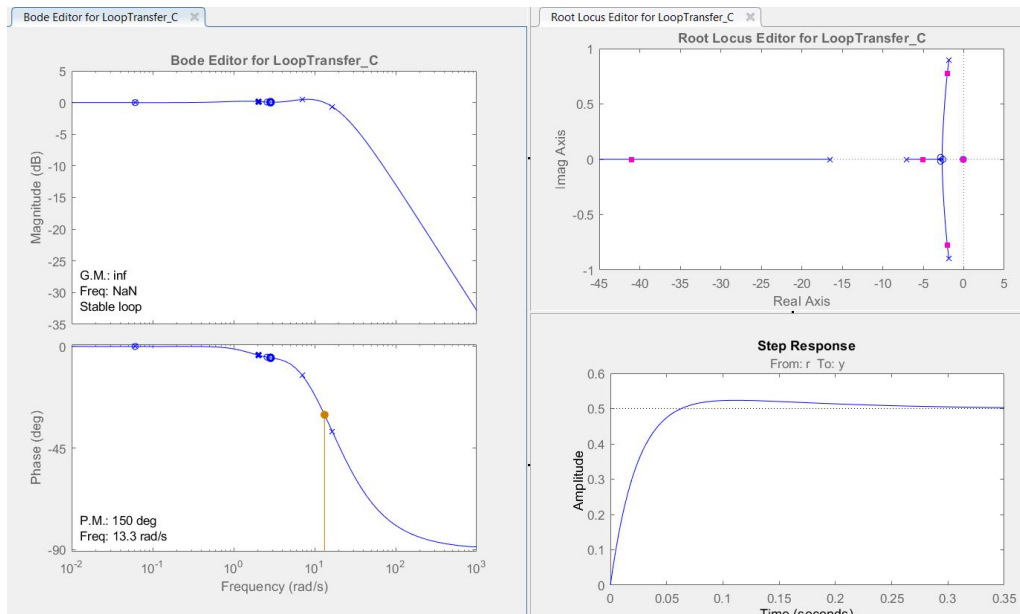 Bode Editor for LoopTransfer_C
Bode Editor for LoopTransfer_C
5
0
-5
-10
-15
-20
-25
-30
-35
Magnitude (dB)
G.M.: inf
Freq: NaN
Stable loop
0
-45
-90
Phase (deg)
P.M.: 150 deg
Freq: 13.3 rad/s
10-2
10-1
100
101
102
103
Frequency (rad/s)
Root Locus Editor for LoopTransfer_C
Root Locus Editor for LoopTransfer_C
1
0.5
0
-0.5
-1
Imag Axis
-45 -40 -35 -30 -25 -20 -15 -10 -5 0 5
Real Axis
Step Response
From: r To: y
0.6
0.5
0.4
0.3
0.2
0.1
0
Amplitude
0 0.05 0.1 0.15 0.2 0.25 0.3 0.35
Time (seconds)